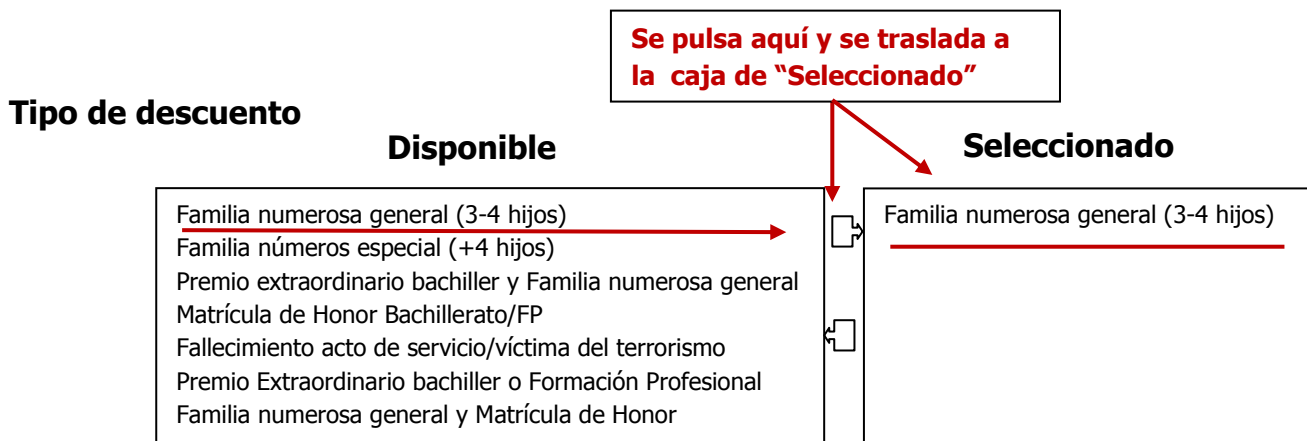 Se pulsa aquí y se traslada a
la caja de “Seleccionado”
Tipo de descuento
Disponible
Seleccionado
Familia numerosa general (3-4 hijos)
Familia números especial (+4 hijos)
Premio extraordinario bachiller y Familia numerosa general
Matrícula de Honor Bachillerato/FP
Fallecimiento acto de servicio/víctima del terrorismo
Premio Extraordinario bachiller o Formación Profesional
Familia numerosa general y Matrícula de Honor
Familia numerosa general (3-4 hijos)